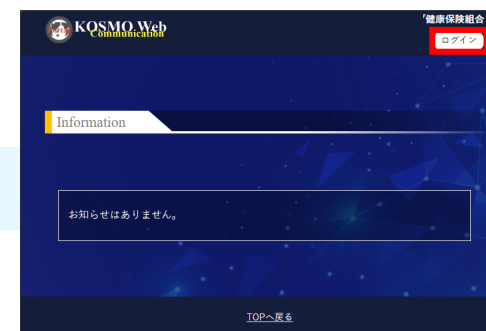 KOSMO Web
Communication
健康保険組合
ログイン
Information
お知らせはありません。
TOPへ戻る